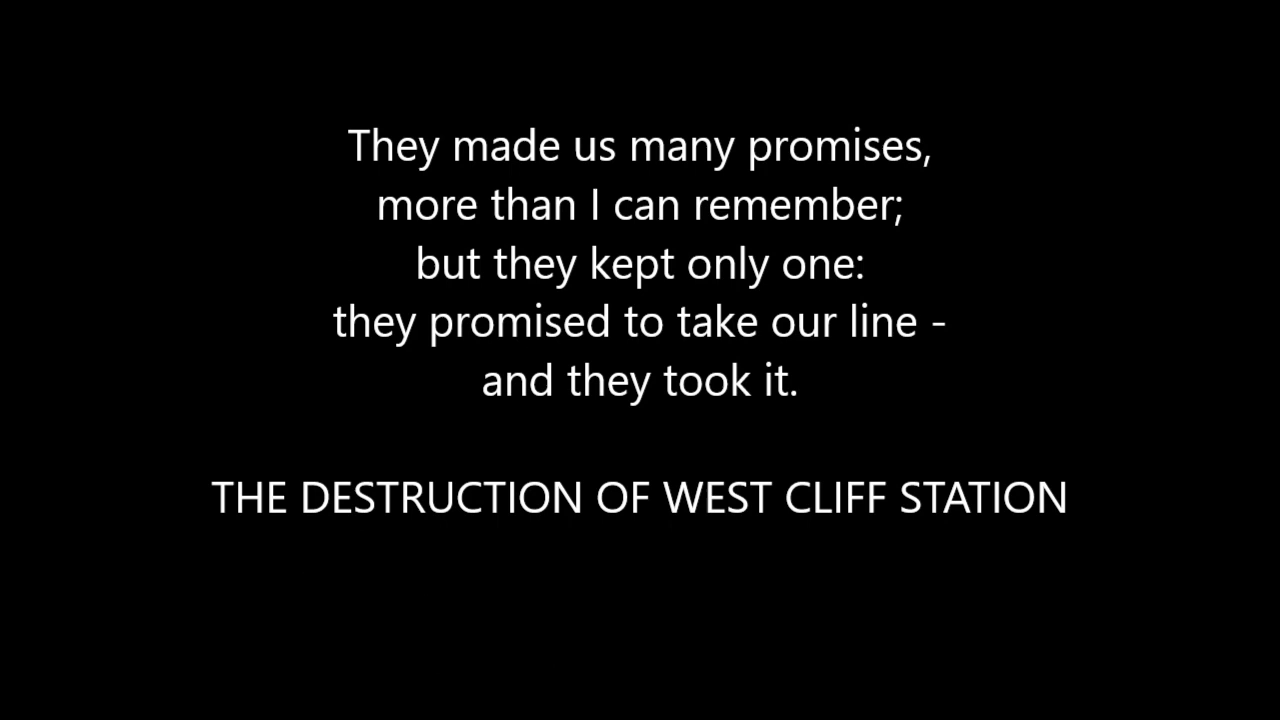 They made us many promises,
more than I can remember;
but they kept only one:
they promised to take our line -
and they took it.
THE DESTRUCTION OF WEST CLIFF STATION